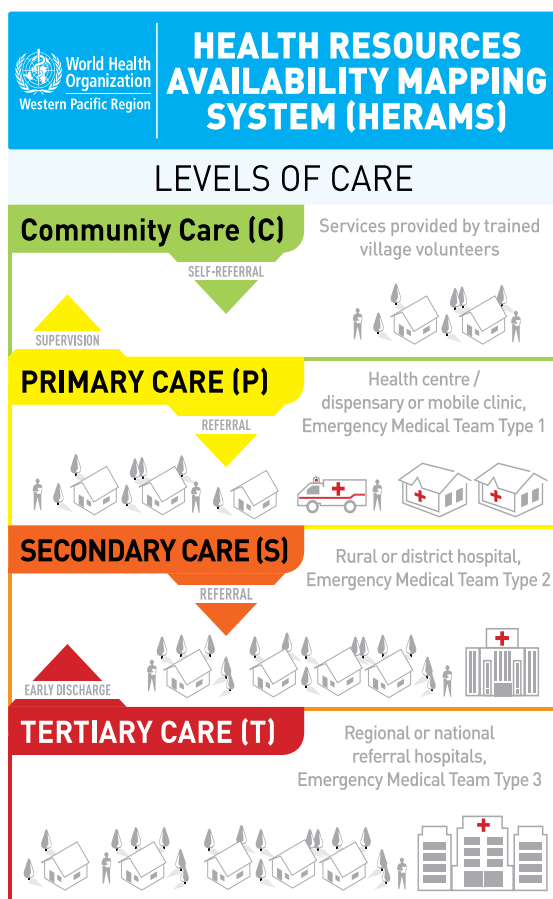 World Health
Organization
Western Pacific Region
HEALTH RESOURCES
AVAILABILITY MAPPING
SYSTEM (HERAMS)
LEVELS OF CARE
Community Care (C)
SELF-REFERRAL
Services provided by trained
village volunteers
SUPERVISION
PRIMARY CARE (P)
REFERRAL
Health centre /
dispensary or mobile clinic,
Emergency Medical Team Type 1
SECONDARY CARE (S)
REFERRAL
Rural or district hospital,
Emergency Medical Team Type 2
EARLY DISCHARGE
TERTIARY CARE (T)
Regional or national
referral hospitals,
Emergency Medical Team Type 3